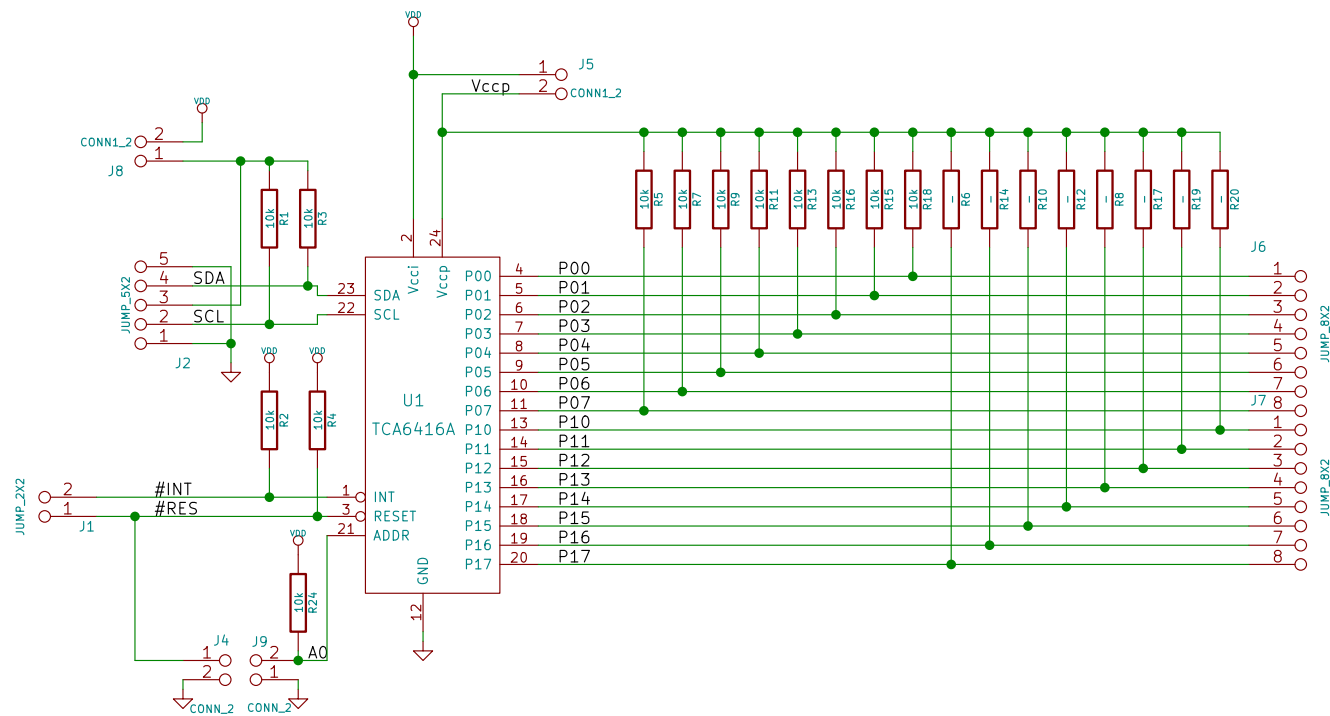 VDD
1 J5
Vccp 2 CONN1_2
VDD
CONN1_2 2
J8 1
10k R1
10k R3
10k R5
10k R7
10k R9
10k R11
10k R13
10k R16
10k R15
10k R18
- R6
- R14
- R10
- R12
- R8
- R17
- R19
- R20
JUMP_5X2
5
SDA 4
3
SCL 2
1
J2
2 Vcci
24 Vccp
23 SDA
22 SCL
U1
TCA6416A
1 INT
3 RESET
21 ADDR
GND 12
P00 4 P00
P01 5 P01
P02 6 P02
P03 7 P03
P04 8 P04
P05 9 P05
P06 10 P06
P07 11 P07
P10 13 P10
P11 14 P11
P12 15 P12
P13 16 P13
P14 17 P14
P15 18 P15
P16 19 P16
P17 20 P17
J6
1
2
3
4
5
6
7
8
JUMP_8X2
J7
1
2
3
4
5
6
7
8
JUMP_8X2
VDD
VDD
10k R2
10k R4
JUMP_2X2
2 #INT
1 #RES
J1
VDD
10k R24
J4
1
2
CONN_2
J9
2 A0
1
CONN_2